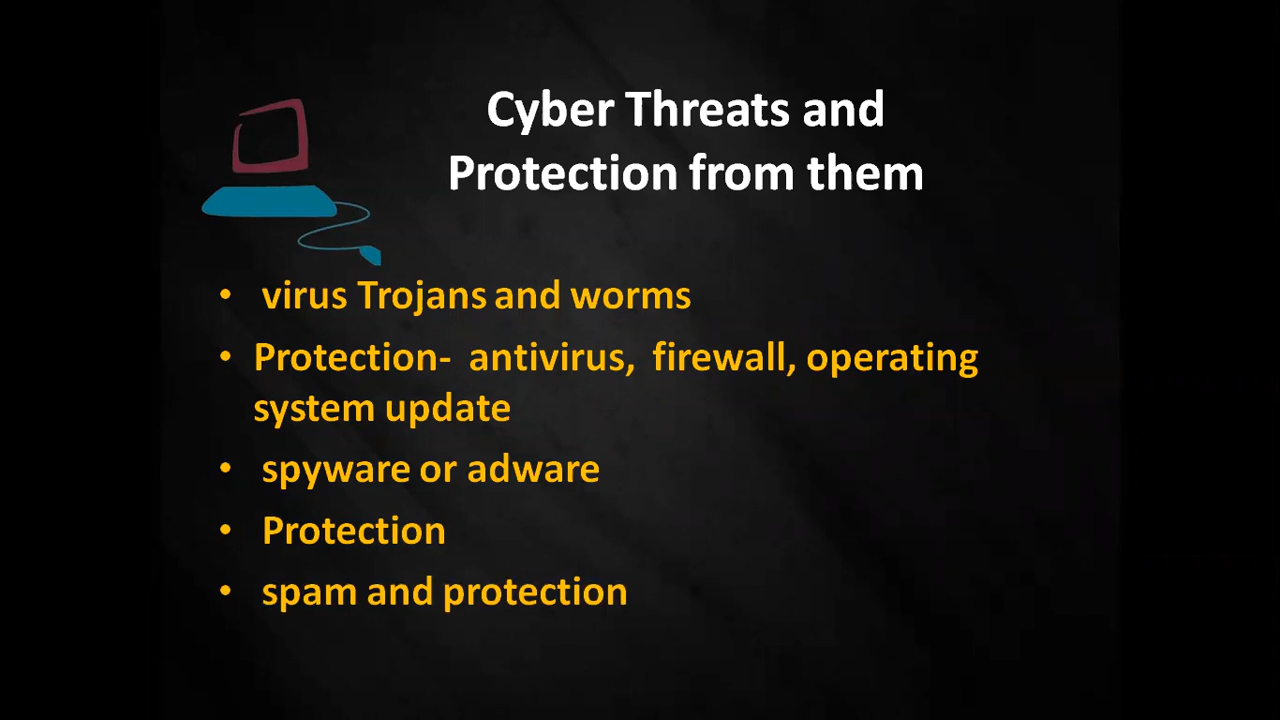 Cyber Threats and
Protection from them
• virus Trojans and worms
• Protection- antivirus, firewall, operating
system update
• spyware or adware
• Protection
• spam and protection